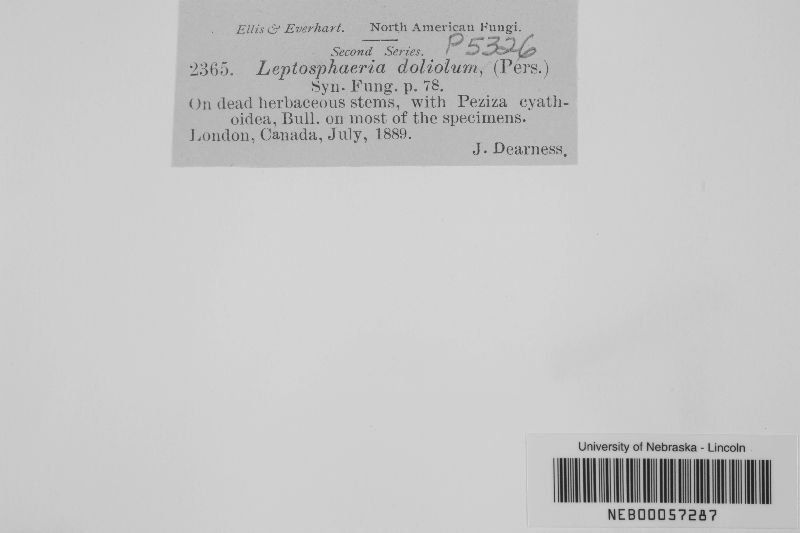 Ellis & Everhart. North American Fungi.
Second Series. P5326
2365. Leptosphaeria doliolum, (Pers.)
Syn. Fung. p. 78.
On dead herbaceous stems, with Peziza cyath-
oidea, Bull. on most of the specimens.
London, Canada, July, 1889.
J. Dearness.
University of Nebraska - Lincoln
NEB00057287